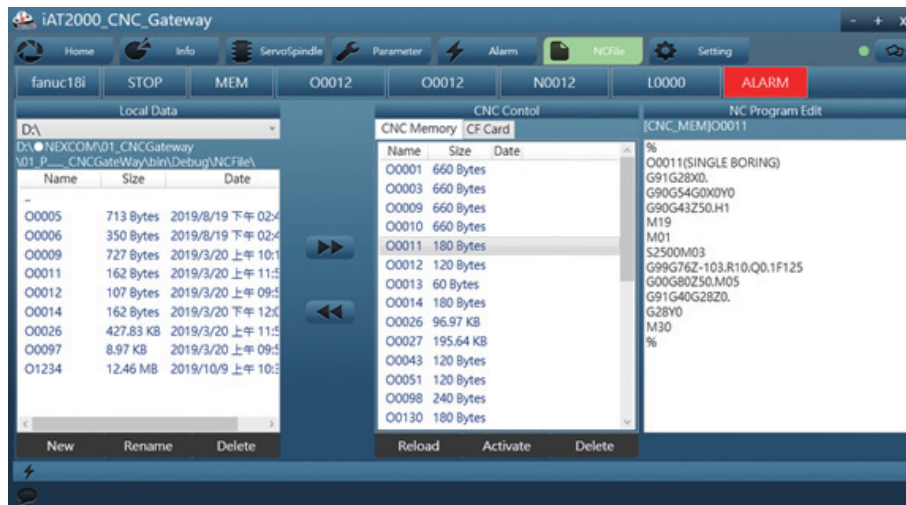 iAT2000_CNC_Gateway - + x
Home Info ServoSpindle Parameter Alarm NCFile Setting
fanuc18i STOP MEM O0012 O0012 N0012 L0000 ALARM
Local Data
D:\
D:\●NEXCOM\01_CNCGateway
\01_P...._CNCGateWay\bin\Debug\NCFile\
Name Size Date
..
O0005 713 Bytes 2019/8/19 下午 02:4
O0006 350 Bytes 2019/8/19 下午 02:4
O0009 727 Bytes 2019/3/20 上午 10:1
O0011 162 Bytes 2019/3/20 上午 11:5
O0012 107 Bytes 2019/3/20 上午 09:5
O0014 162 Bytes 2019/3/20 下午 12:0
O0026 427.83 KB 2019/3/20 上午 11:5
O0097 8.97 KB 2019/3/20 上午 09:5
O1234 12.46 MB 2019/10/9 上午 10:3
New Rename Delete
CNC Contol
CNC Memory CF Card
Name Size Date
O0001 660 Bytes
O0003 660 Bytes
O0009 660 Bytes
O0010 660 Bytes
O0011 180 Bytes
O0012 120 Bytes
O0013 60 Bytes
O0014 180 Bytes
O0026 96.97 KB
O0027 195.64 KB
O0043 120 Bytes
O0051 120 Bytes
O0098 240 Bytes
O0130 180 Bytes
Reload Activate Delete
NC Program Edit
[CNC_MEM]O0011
%
O0011(SINGLE BORING)
G91G28X0.
G90G54G0X0Y0
G90G43Z50.H1
M19
M01
S2500M03
G99G76Z-103.R10.Q0.1F125
G00G80Z50.M05
G91G40G28Z0.
G28Y0
M30
%